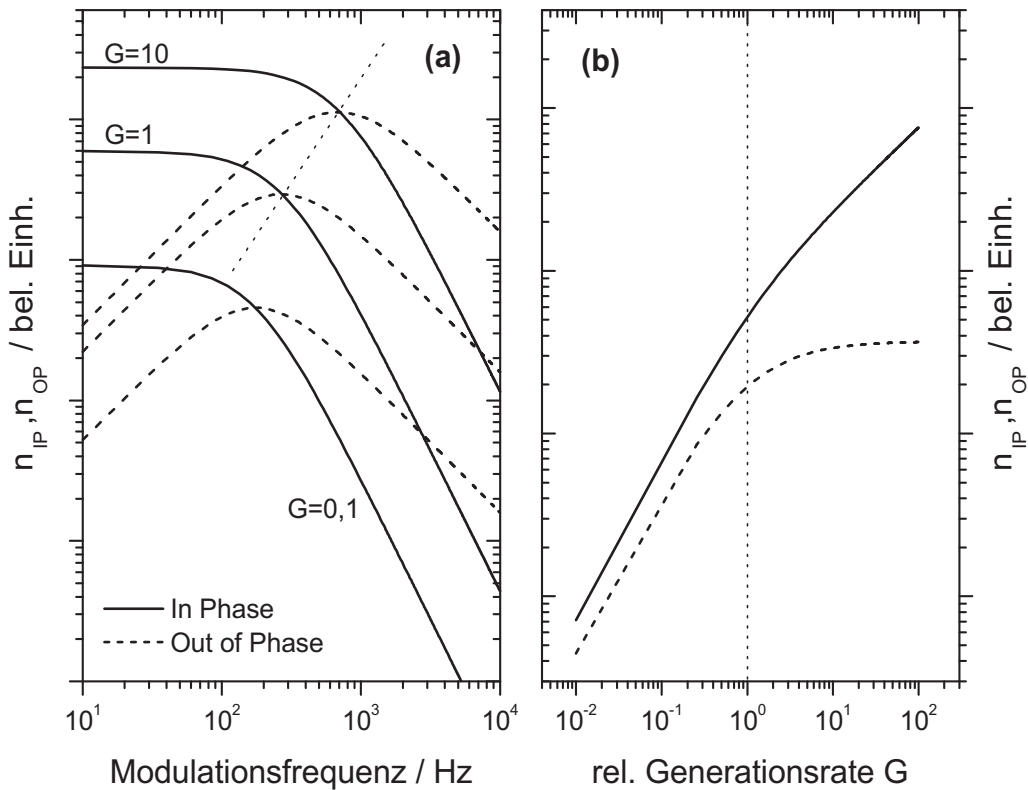 (a)
G=10
G=1
G=0,1
In Phase
Out of Phase
n_IP, n_OP / bel. Einh.
10^1 10^2 10^3 10^4
Modulationsfrequenz / Hz
(b)
n_IP, n_OP / bel. Einh.
10^-2 10^-1 10^0 10^1 10^2
rel. Generationsrate G